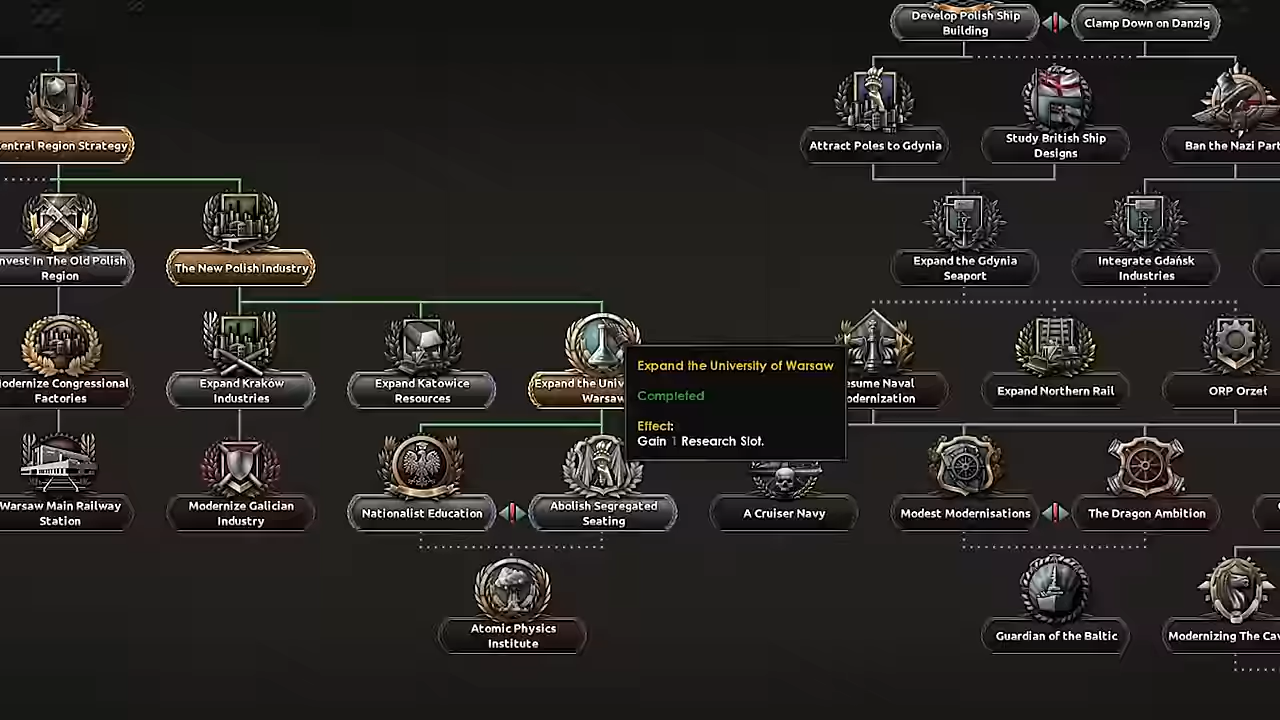 Develop Polish Ship
Building
Clamp Down on Danzig
entral Region Strategy
Attract Poles to Gdynia
Study British Ship
Designs
Ban the Nazi Part
nvest In The Old Polish
Region
The New Polish Industry
Expand the Gdynia
Seaport
Integrate Gdańsk
Industries
odernize Congressional
Factories
Expand Kraków
Industries
Expand Katowice
Resources
Expand the Univ
Warsaw
Expand the University of Warsaw
Completed
Effect:
Gain 1 Research Slot.
esume Naval
odernization
Expand Northern Rail
ORP Orzeł
Warsaw Main Railway
Station
Modernize Galician
Industry
Nationalist Education
Abolish Segregated
Seating
A Cruiser Navy
Modest Modernisations
The Dragon Ambition
Atomic Physics
Institute
Guardian of the Baltic
Modernizing The Cav